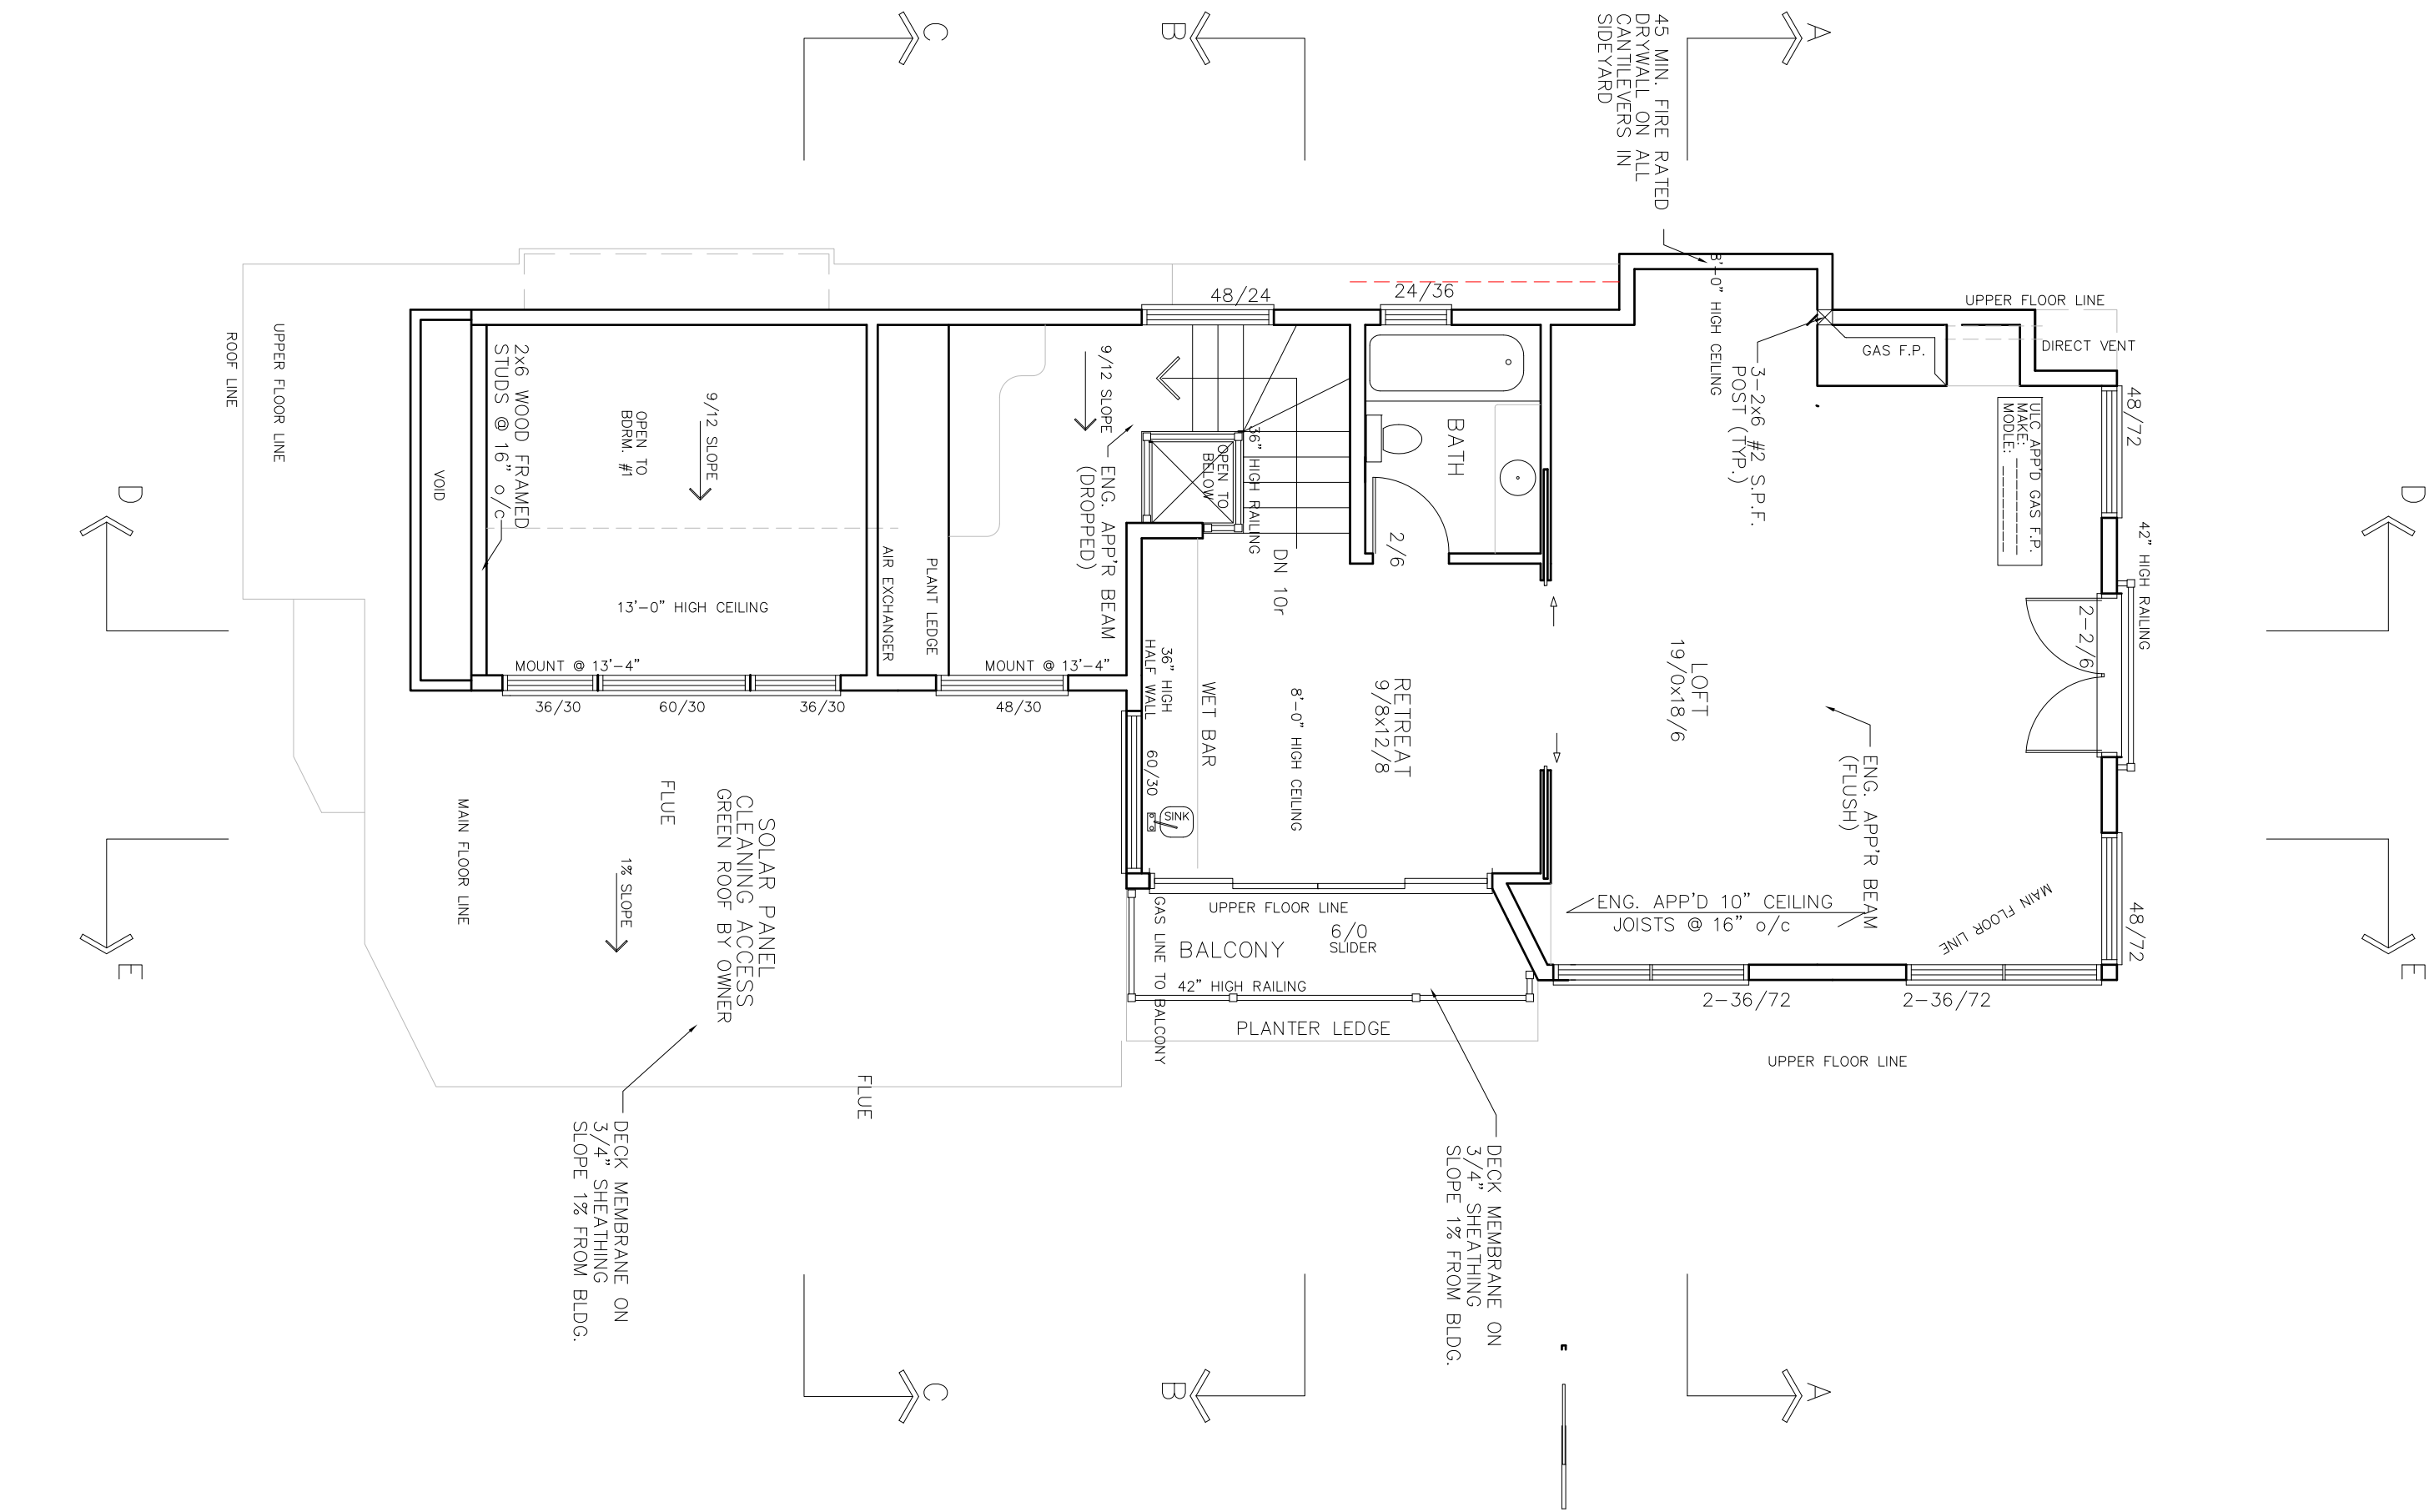 C
B
A
45 MIN. FIRE RATED
DRYWALL ON ALL
CANTILEVERS IN
SIDEYARD
8'-0" HIGH CEILING
UPPER FLOOR LINE
DIRECT VENT
GAS F.P.
48/24
24/36
48/72
ROOF LINE
UPPER FLOOR LINE
2x6 WOOD FRAMED
STUDS @ 16" o/c
VOID
9/12 SLOPE
OPEN TO
BDRM. #1
9/12 SLOPE
ENG. APP'R BEAM
(DROPPED)
OPEN TO
BELOW
36" HIGH RAILING
BATH
2/6
3-2x6 #2 S.P.F.
POST (TYP.)
ULC APP'D GAS F.P.
MAKE:
MODLE:
D
D
42" HIGH RAILING
2-2/6
13'-0" HIGH CEILING
AIR EXCHANGER
PLANT LEDGE
DN 10r
MOUNT @ 13'-4"
MOUNT @ 13'-4"
36/30
60/30
36/30
48/30
36" HIGH
HALF WALL
60/30
WET BAR
SINK
8'-0" HIGH CEILING
RETREAT
9/8x12/8
LOFT
19/0x18/6
ENG. APP'R BEAM
(FLUSH)
ENG. APP'D 10" CEILING
JOISTS @ 16" o/c
MAIN FLOOR LINE
48/72
MAIN FLOOR LINE
FLUE
1% SLOPE
SOLAR PANEL
CLEANING ACCESS
GREEN ROOF BY OWNER
GAS LINE TO BALCONY
UPPER FLOOR LINE
BALCONY
6/0
SLIDER
42" HIGH RAILING
PLANTER LEDGE
2-36/72
2-36/72
UPPER FLOOR LINE
E
E
FLUE
DECK MEMBRANE ON
3/4" SHEATHING
SLOPE 1% FROM BLDG.
DECK MEMBRANE ON
3/4" SHEATHING
SLOPE 1% FROM BLDG.
C
B
A